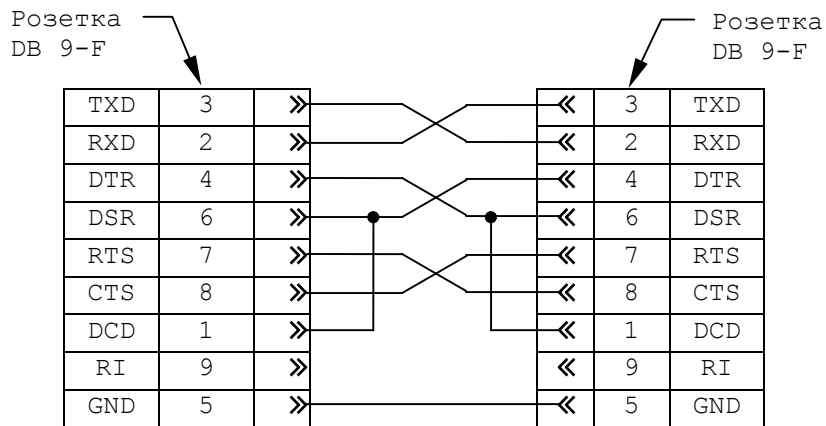 Розетка
DB 9-F
Розетка
DB 9-F
TXD 3 3 TXD
RXD 2 2 RXD
DTR 4 4 DTR
DSR 6 6 DSR
RTS 7 7 RTS
CTS 8 8 CTS
DCD 1 1 DCD
RI 9 9 RI
GND 5 5 GND